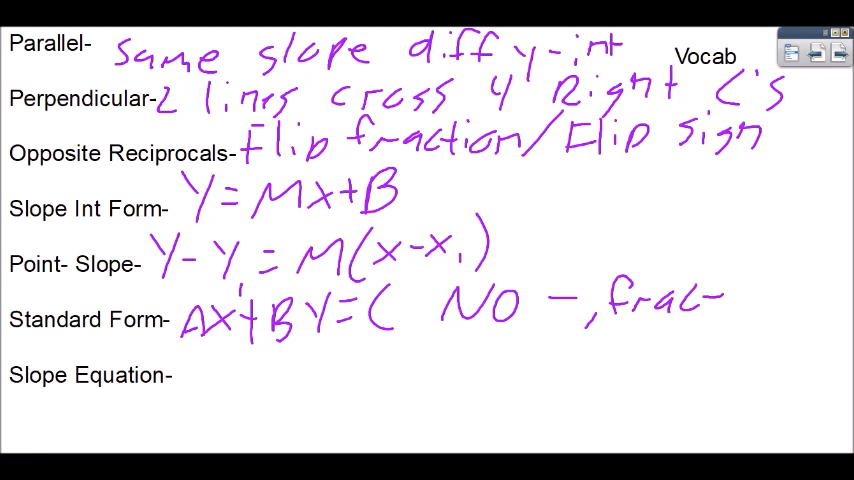 Vocab
Parallel- same slope diff y-int
Perpendicular- 2 lines cross 4 Right <'s
Opposite Reciprocals- Flip fraction/Flip sign
Slope Int Form- Y=MX+B
Point- Slope- Y-Y₁=M(X-X₁)
Standard Form- AX+BY=C NO -, frac-
Slope Equation-